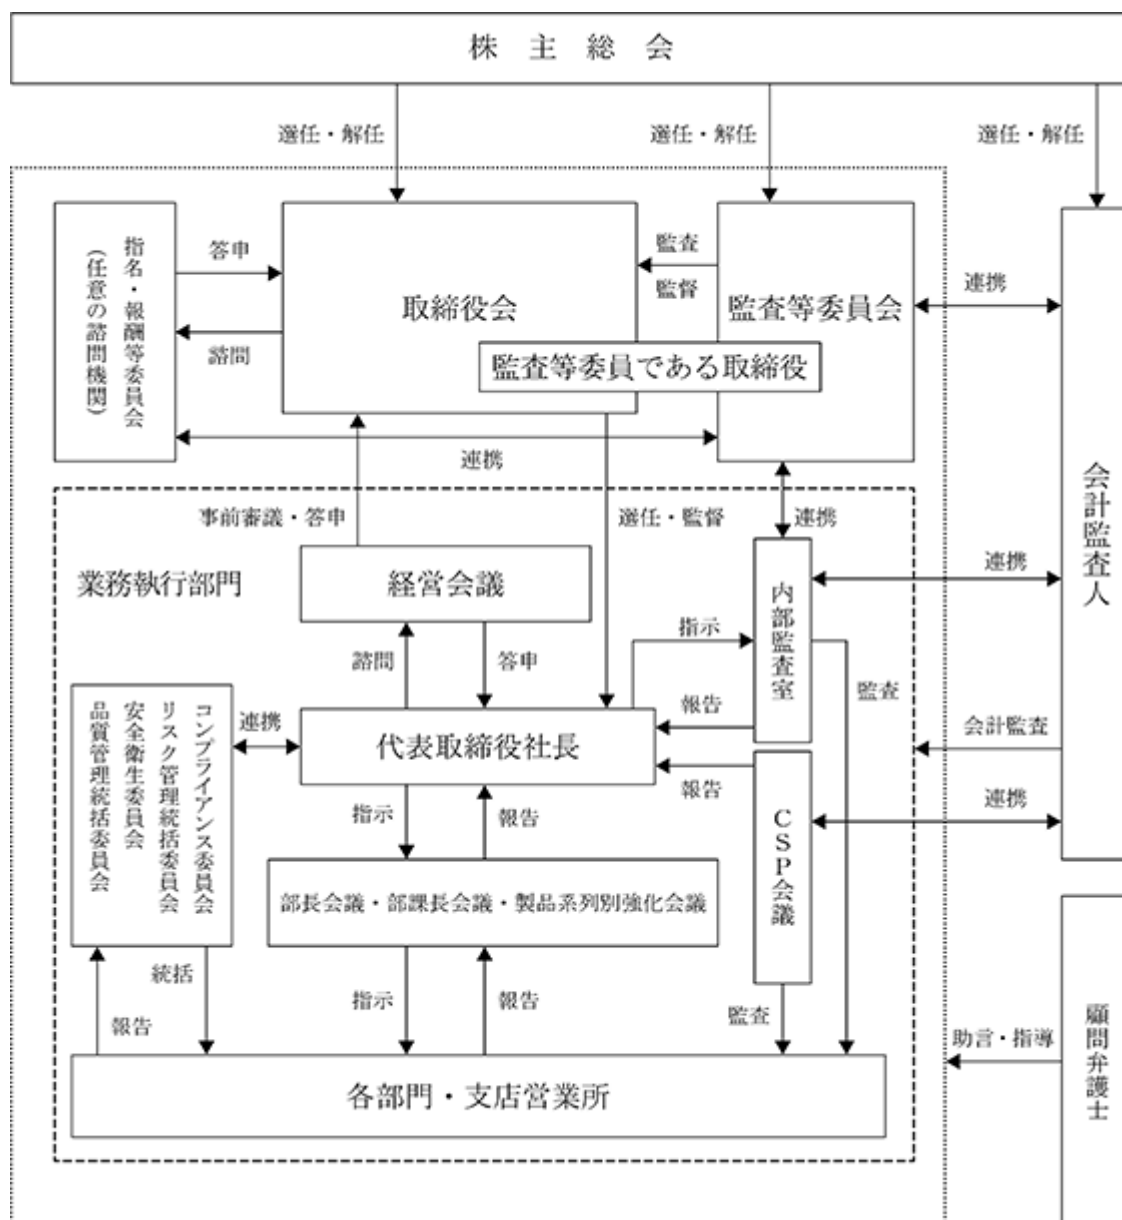 株主総会
選任・解任
選任・解任
選任・解任
指名・報酬等委員会
(任意の諮問機関)
答申
諮問
取締役会
監査
監督
監査等委員会
監査等委員である取締役
連携
連携
会計監査人
事前審議・答申
選任・監督
連携
業務執行部門
経営会議
諮問
答申
指示
内部監査室
連携
監査
報告
コンプライアンス委員会
リスク管理統括委員会
安全衛生委員会
品質管理統括委員会
連携
代表取締役社長
報告
会計監査
CSP会議
連携
指示
報告
部長会議・部課長会議・製品系列別強化会議
統括
報告
指示
報告
監査
各部門・支店営業所
助言・指導
顧問弁護士